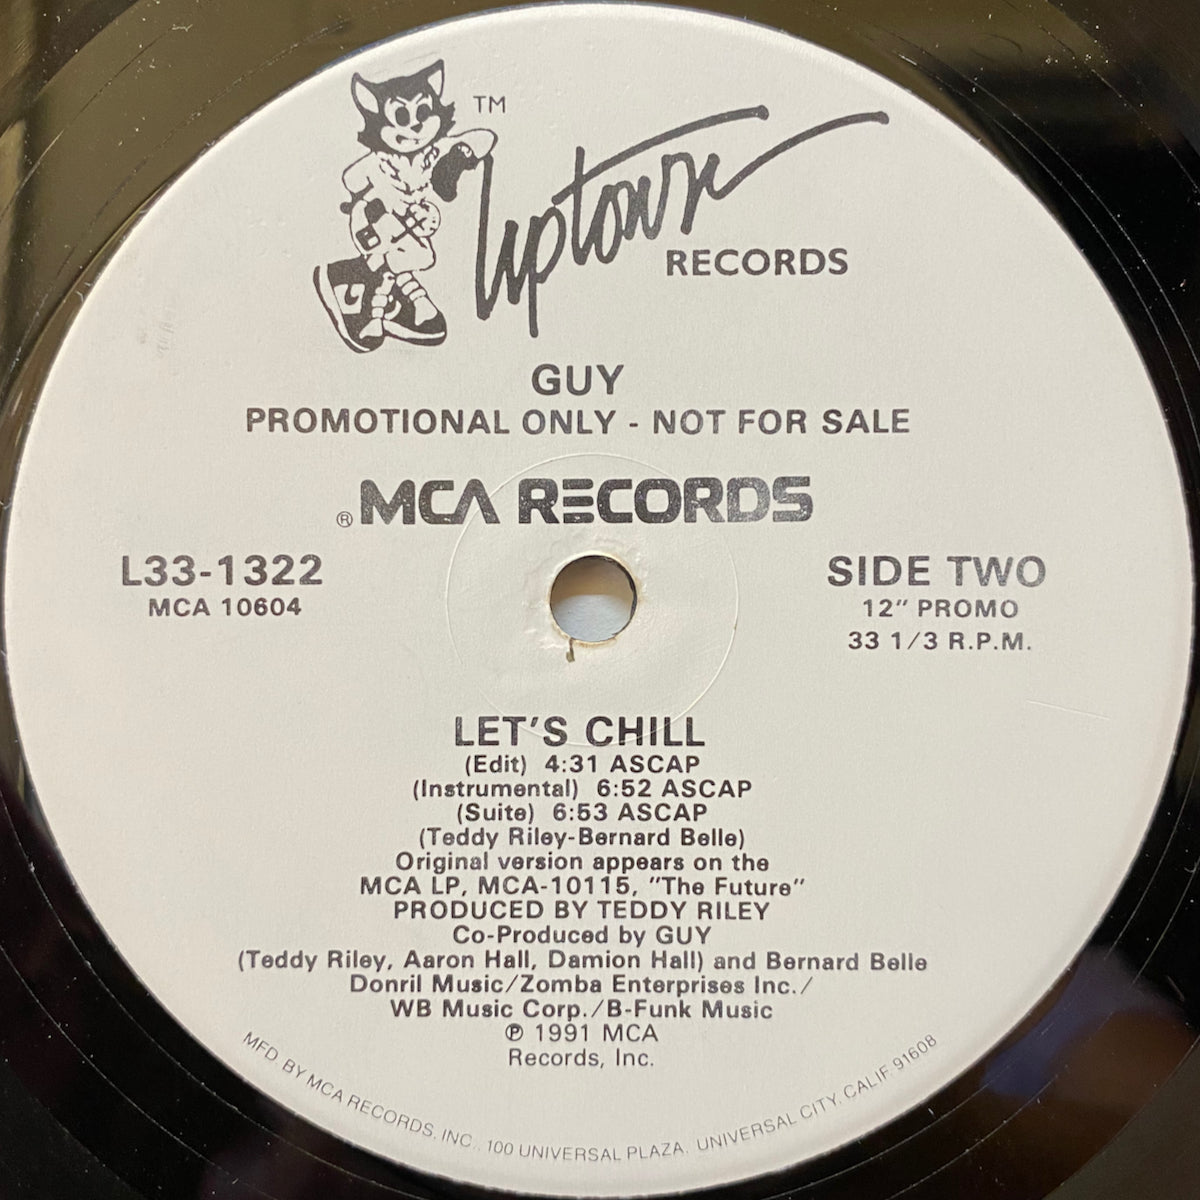 TM
Uptown
RECORDS
GUY
PROMOTIONAL ONLY - NOT FOR SALE
® MCA RECORDS
L33-1322
MCA 10604
SIDE TWO
12" PROMO
33 1/3 R.P.M.
LET'S CHILL
(Edit) 4:31 ASCAP
(Instrumental) 6:52 ASCAP
(Suite) 6:53 ASCAP
(Teddy Riley-Bernard Belle)
Original version appears on the
MCA LP, MCA-10115, "The Future"
PRODUCED BY TEDDY RILEY
Co-Produced by GUY
(Teddy Riley, Aaron Hall, Damion Hall) and Bernard Belle
Donril Music/Zomba Enterprises Inc./
WB Music Corp./B-Funk Music
℗ 1991 MCA
Records, Inc.
MFD. BY MCA RECORDS, INC., 100 UNIVERSAL PLAZA, UNIVERSAL CITY, CALIF. 91608